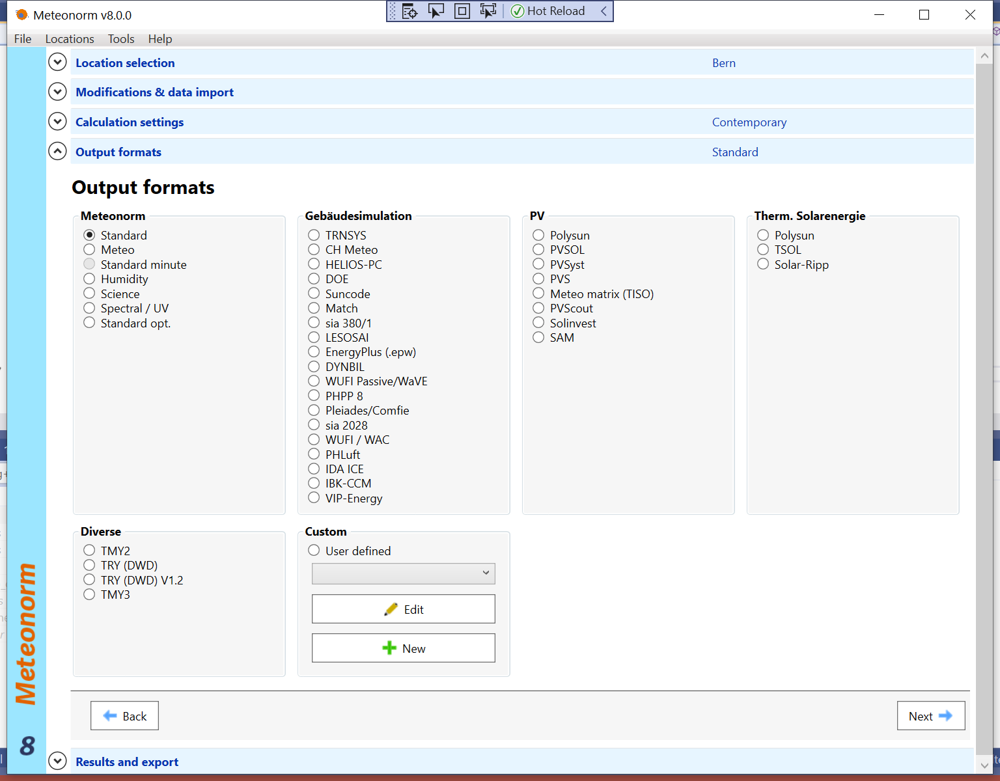 Meteonorm v8.0.0
Hot Reload
File Locations Tools Help
Location selection Bern
Modifications & data import
Calculation settings Contemporary
Output formats Standard
Output formats
Meteonorm
Standard
Meteo
Standard minute
Humidity
Science
Spectral / UV
Standard opt.
Gebäudesimulation
TRNSYS
CH Meteo
HELIOS-PC
DOE
Suncode
Match
sia 380/1
LESOSAI
EnergyPlus (.epw)
DYNBIL
WUFI Passive/WaVE
PHPP 8
Pleiades/Comfie
sia 2028
WUFI / WAC
PHLuft
IDA ICE
IBK-CCM
VIP-Energy
PV
Polysun
PVSOL
PVSyst
PVS
Meteo matrix (TISO)
PVScout
Solinvest
SAM
Therm. Solarenergie
Polysun
TSOL
Solar-Ripp
Diverse
TMY2
TRY (DWD)
TRY (DWD) V1.2
TMY3
Custom
User defined
Edit
New
Back
Next
Results and export
Meteonorm
8